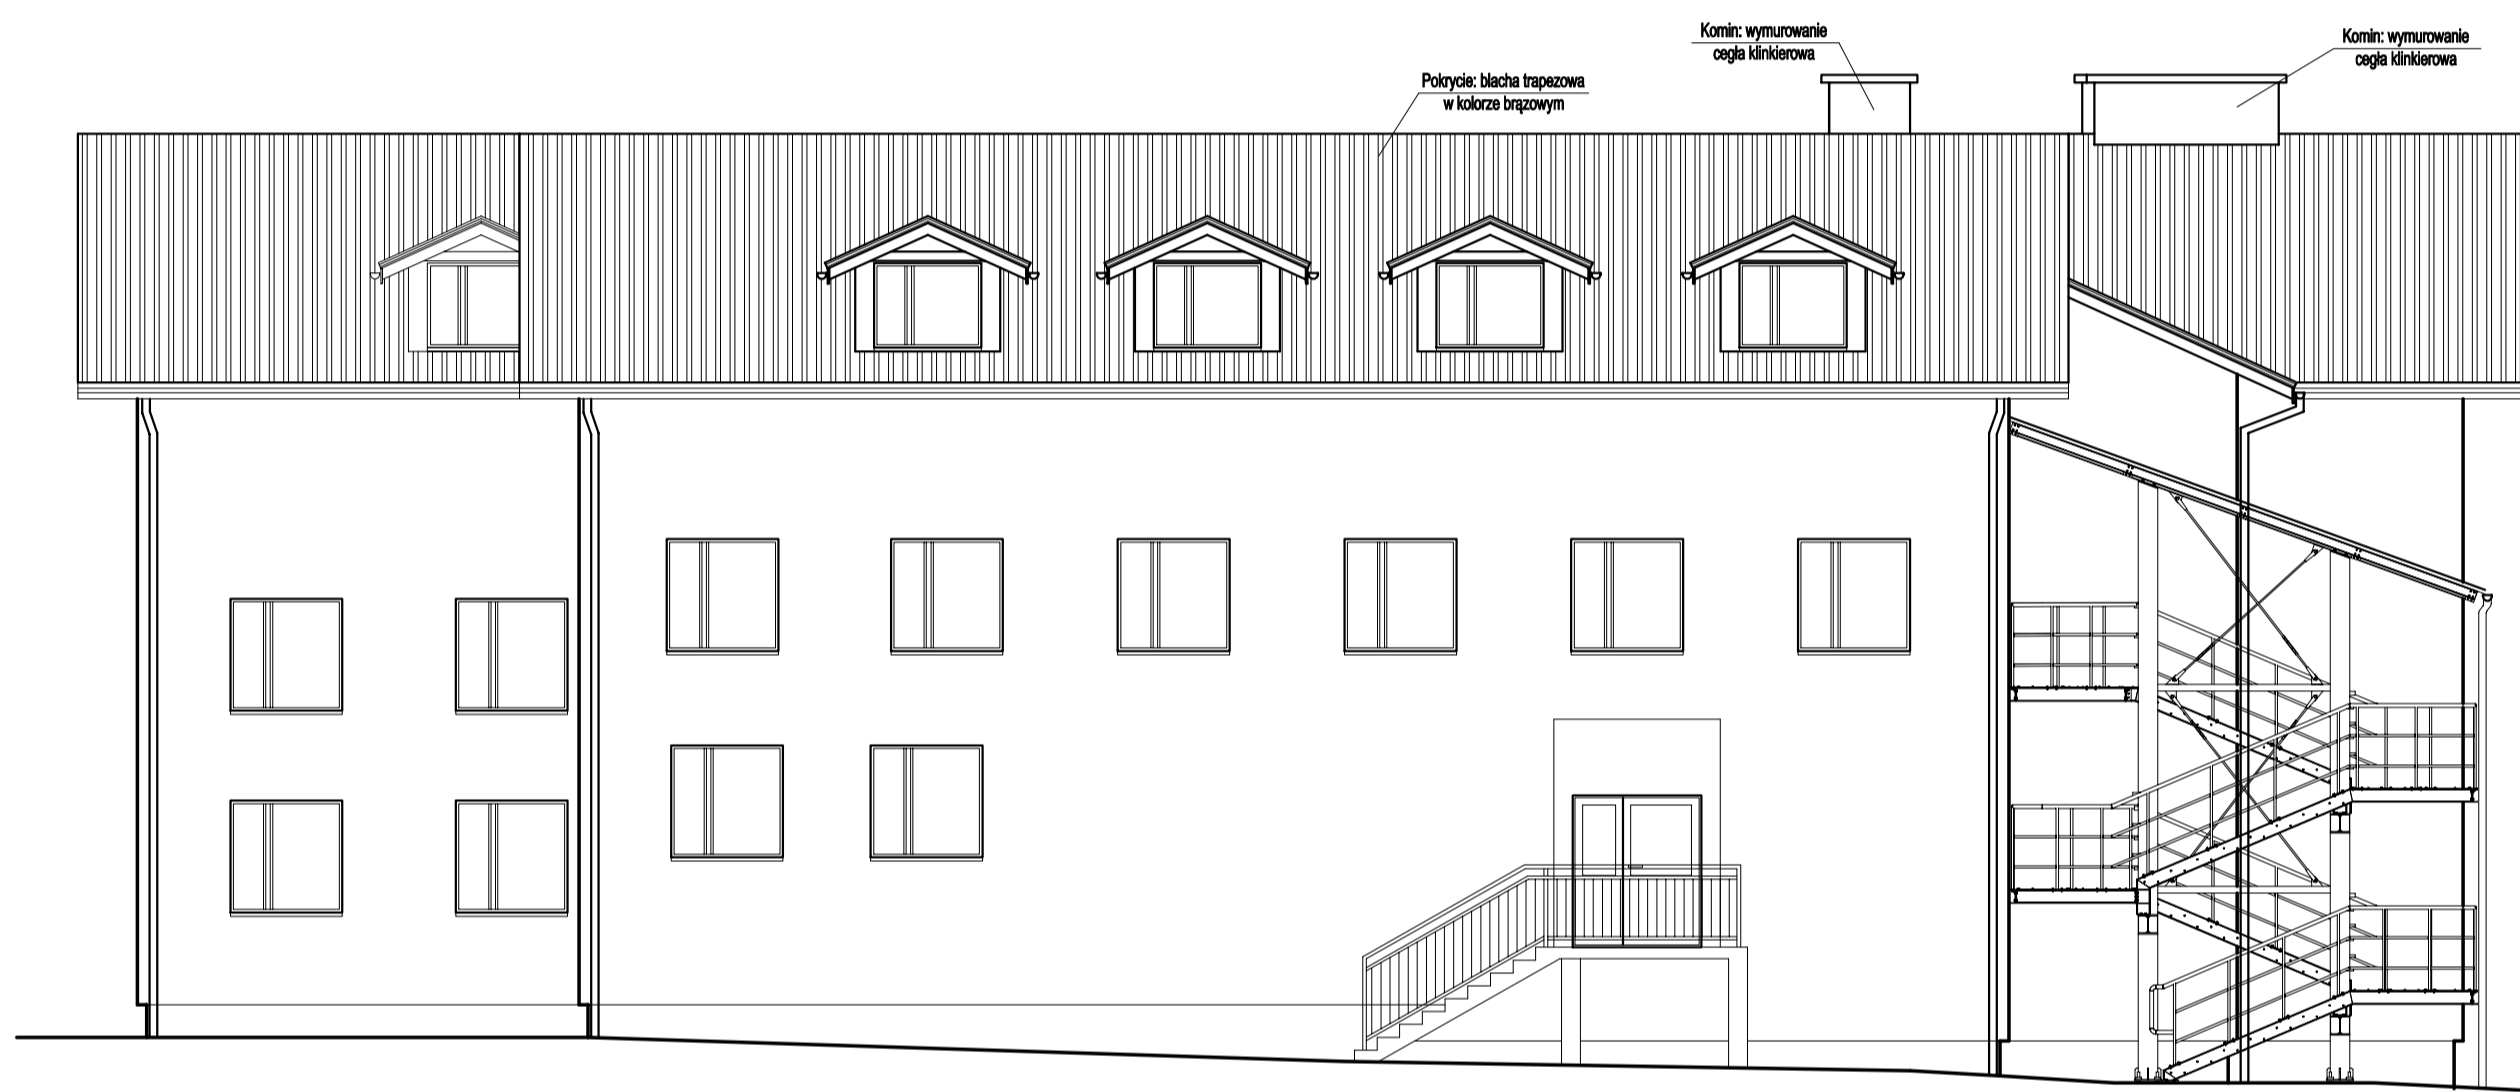 Komin: wymurowanie
cegła klinkierowa
Komin: wymurowanie
cegła klinkierowa
Pokrycie: blacha trapezowa
w kolorze brązowym